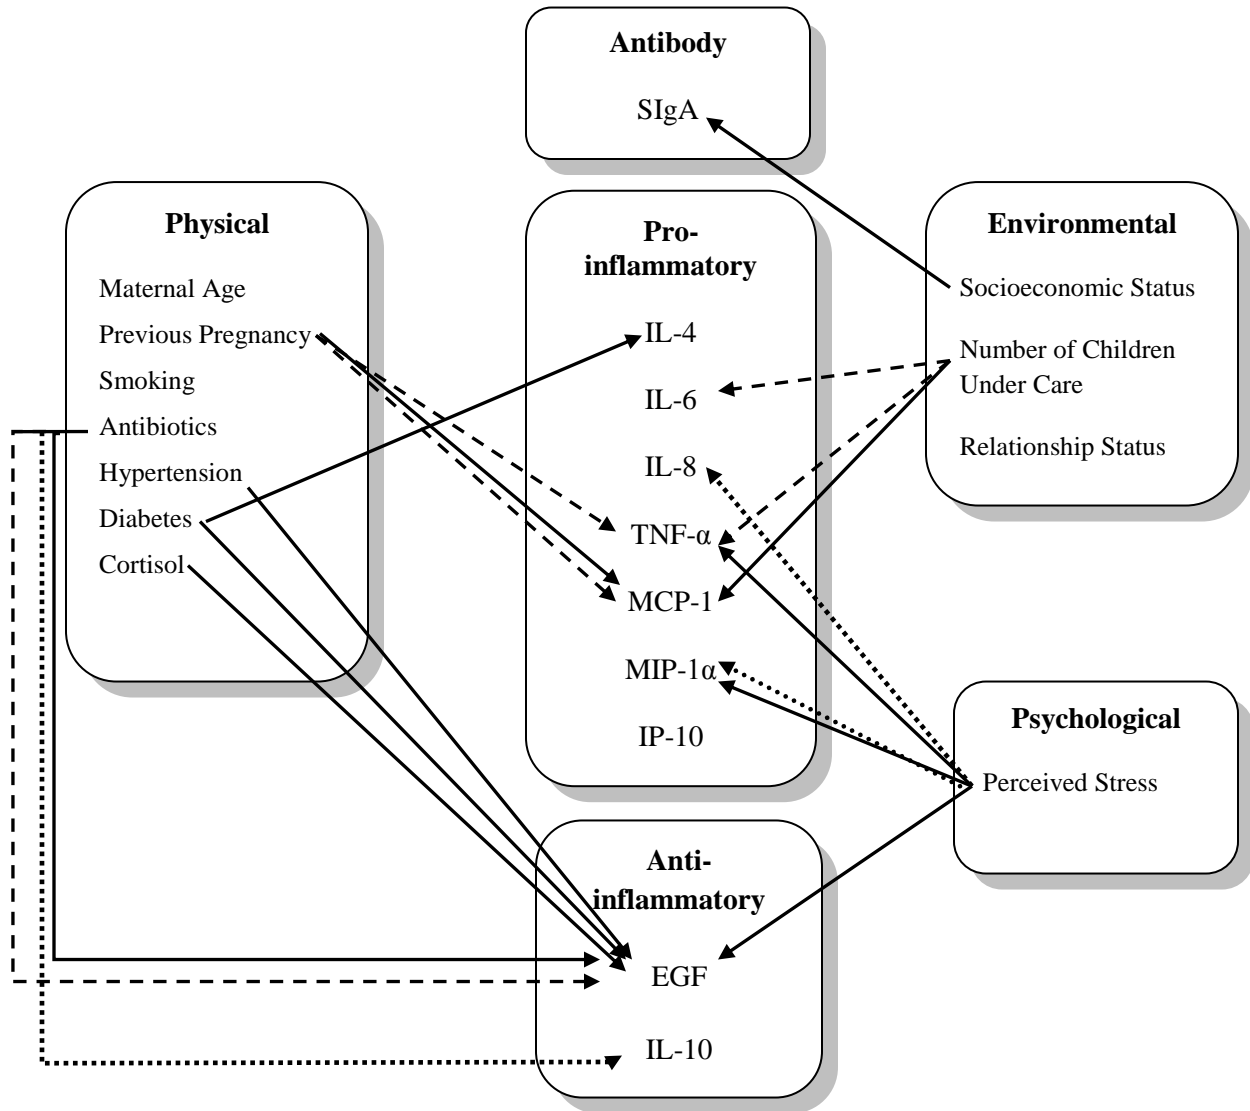 Antibody
SIgA
Physical
Maternal Age
Previous Pregnancy
Smoking
Antibiotics
Hypertension
Diabetes
Cortisol
Pro-
inflammatory
IL-4
IL-6
IL-8
TNF-α
MCP-1
MIP-1α
IP-10
Anti-
inflammatory
EGF
IL-10
Environmental
Socioeconomic Status
Number of Children
Under Care
Relationship Status
Psychological
Perceived Stress